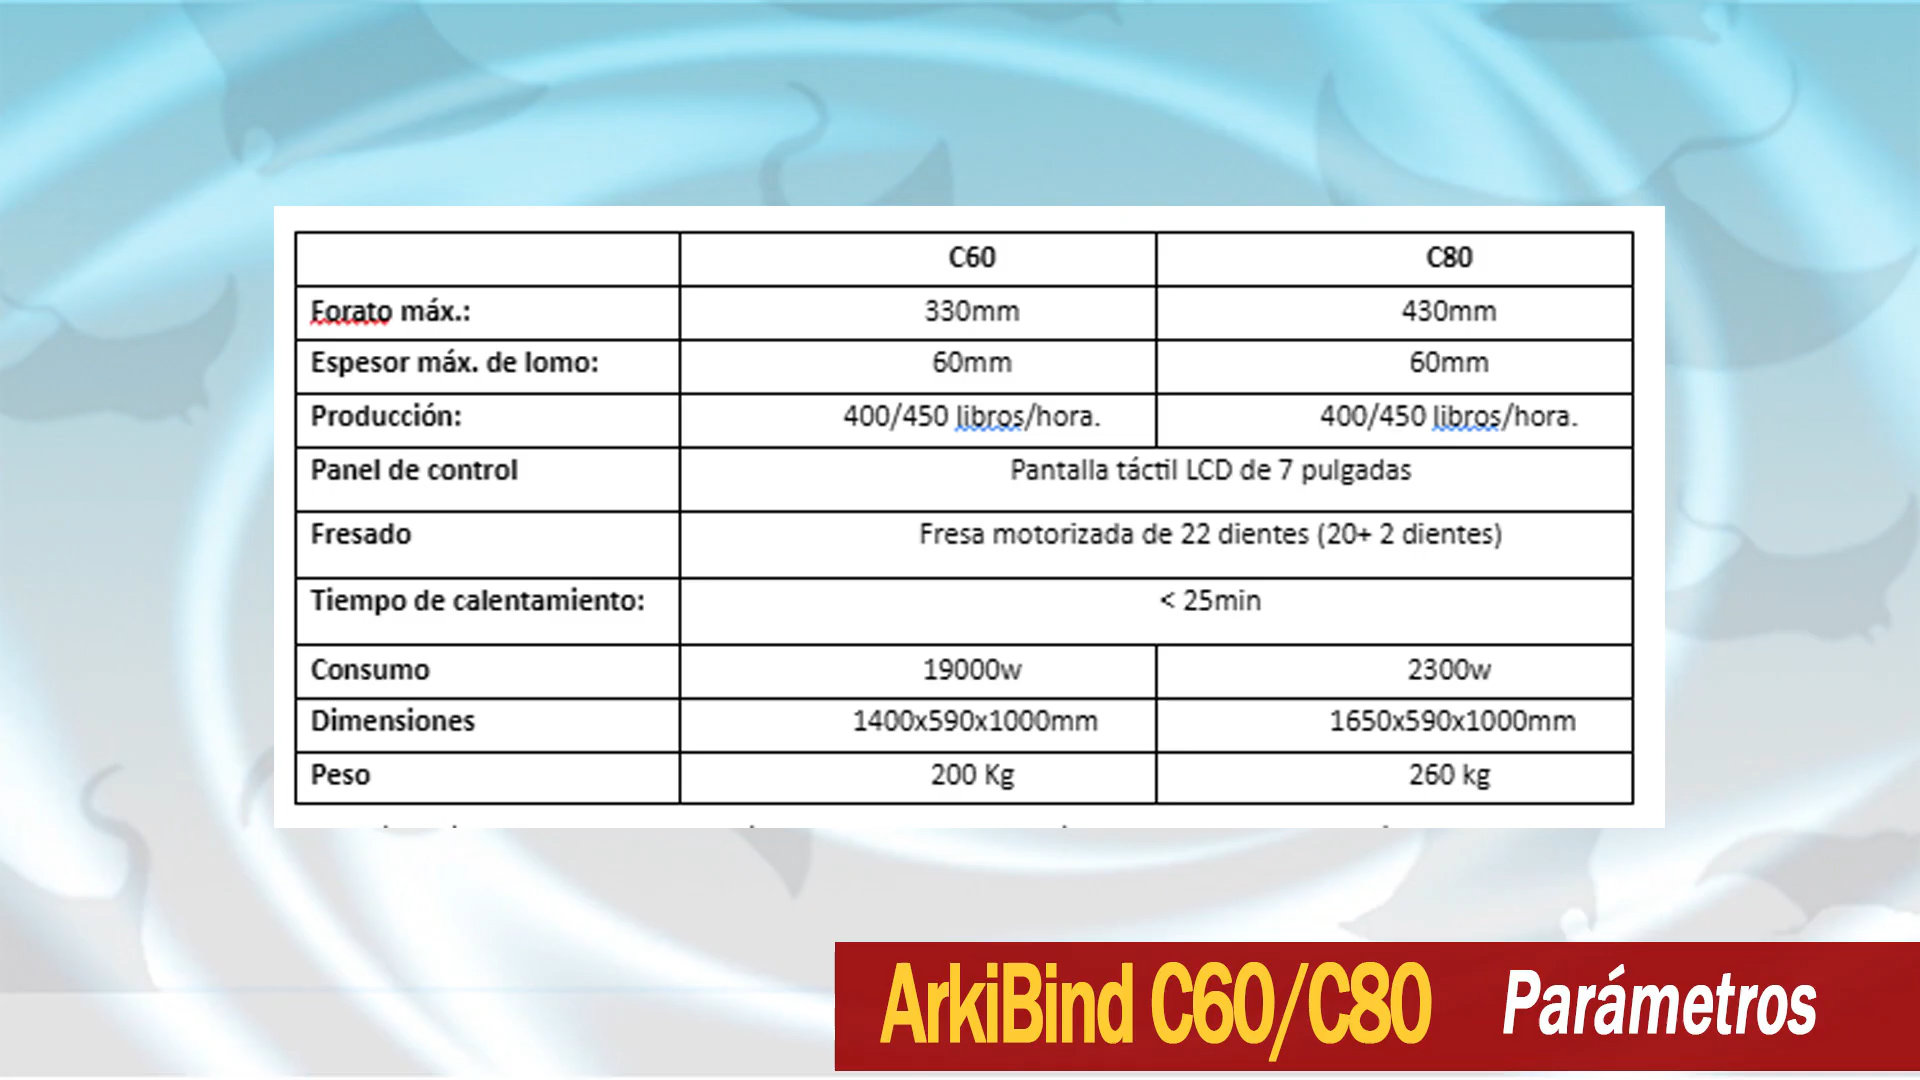 C60 C80
Forato máx.: 330mm 430mm
Espesor máx. de lomo: 60mm 60mm
Producción: 400/450 libros/hora. 400/450 libros/hora.
Panel de control Pantalla táctil LCD de 7 pulgadas
Fresado Fresa motorizada de 22 dientes (20+ 2 dientes)
Tiempo de calentamiento: < 25min
Consumo 19000w 2300w
Dimensiones 1400x590x1000mm 1650x590x1000mm
Peso 200 Kg 260 kg
ArkiBind C60/C80 Parámetros